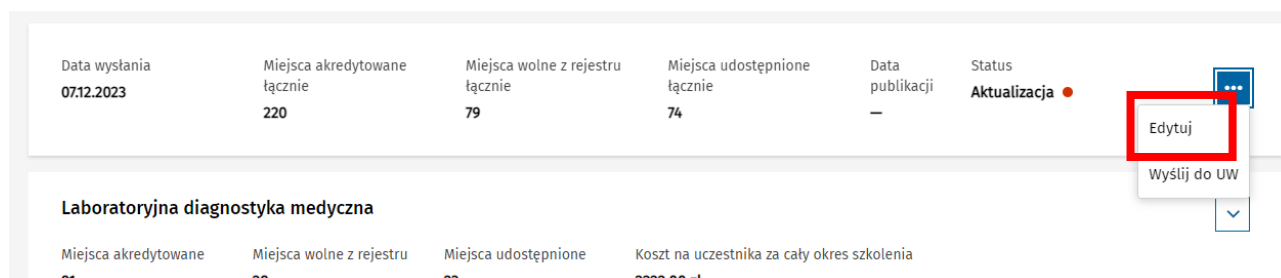 Data wysłania
Miejsca akredytowane łącznie
Miejsca wolne z rejestru łącznie
Miejsca udostępnione łącznie
Data publikacji
Status
07.12.2023
220
79
74
—
Aktualizacja
Edytuj
Wyślij do UW
Laboratoryjna diagnostyka medyczna
Miejsca akredytowane
Miejsca wolne z rejestru
Miejsca udostępnione
Koszt na uczestnika za cały okres szkolenia